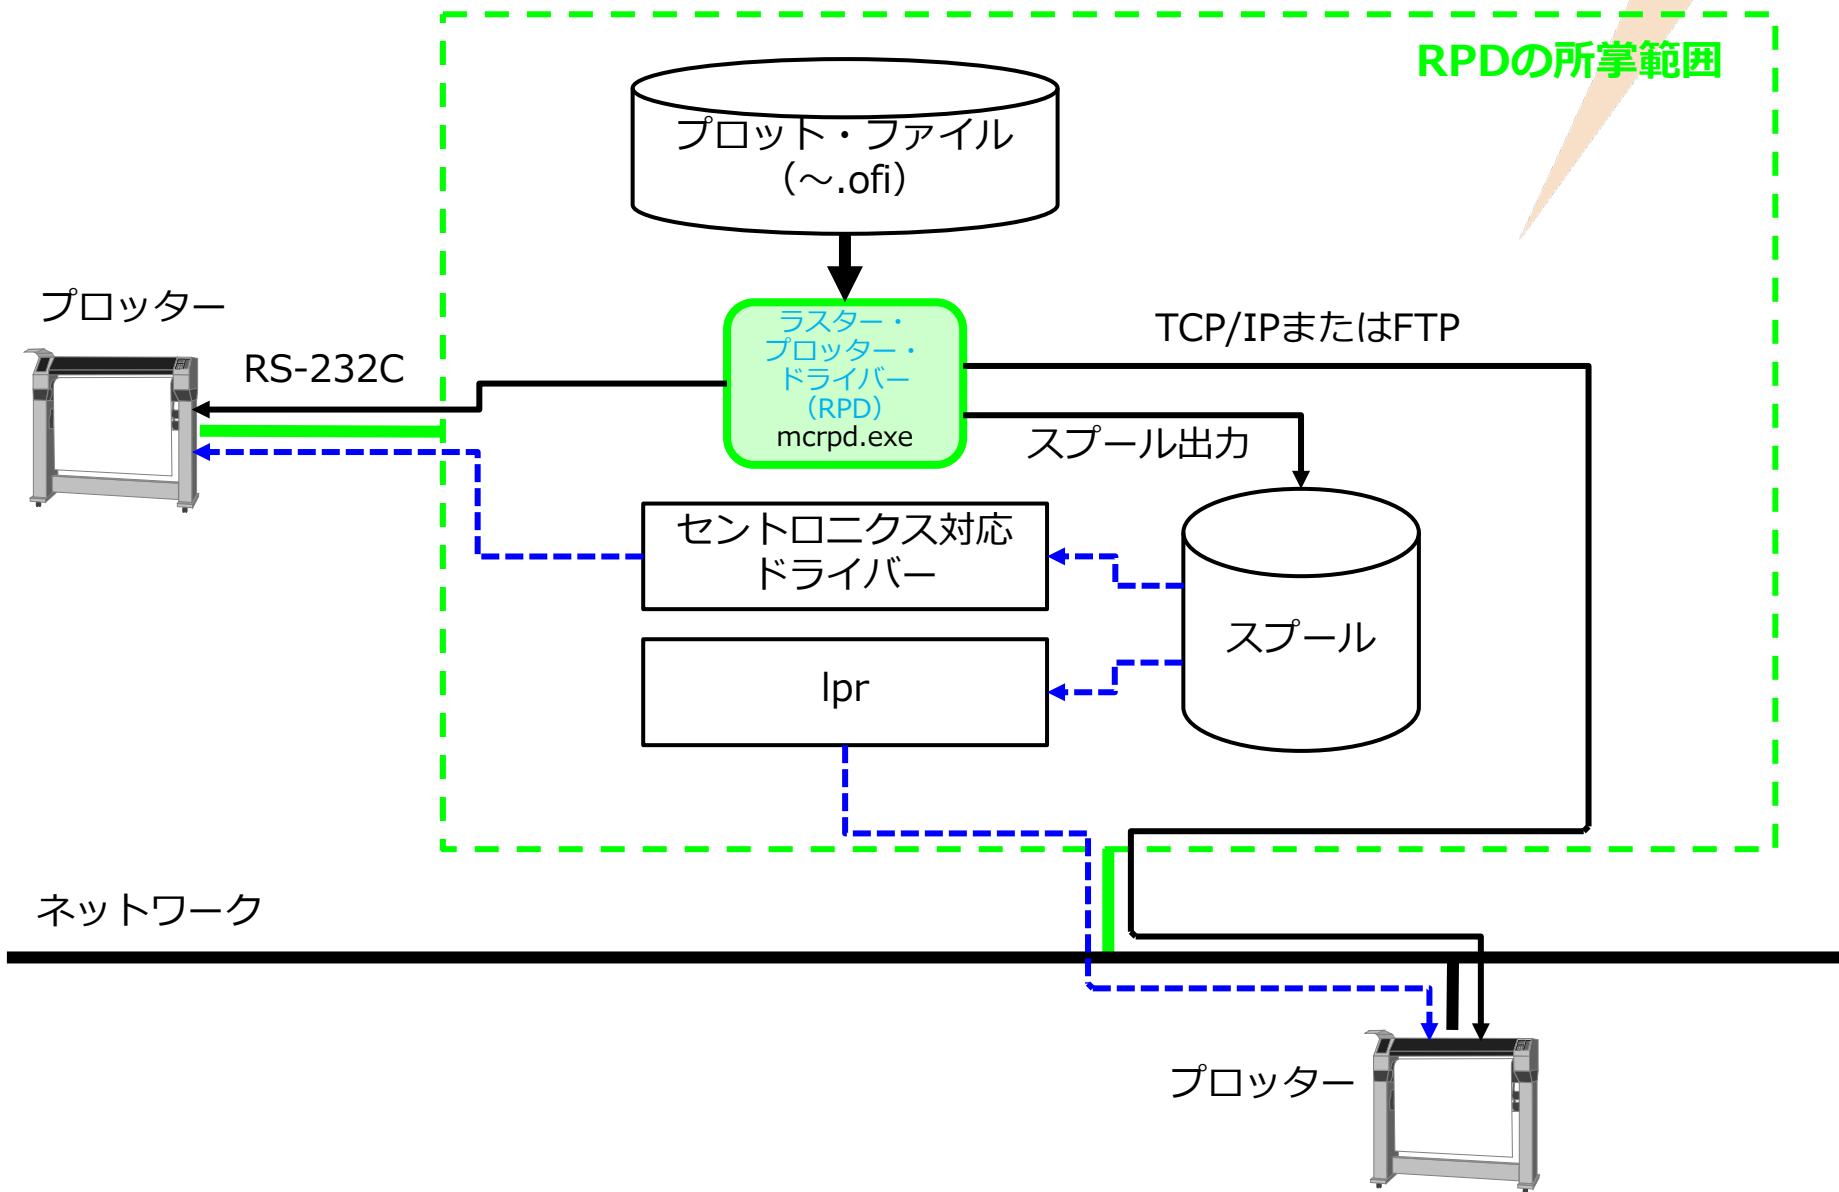 RPDの所掌範囲
プロット・ファイル
（～.ofi）
プロッター
RS-232C
ラスター・
プロッター・
ドライバー
（RPD）
mcrpd.exe
TCP/IPまたはFTP
スプール出力
セントロニクス対応
ドライバー
スプール
lpr
ネットワーク
プロッター